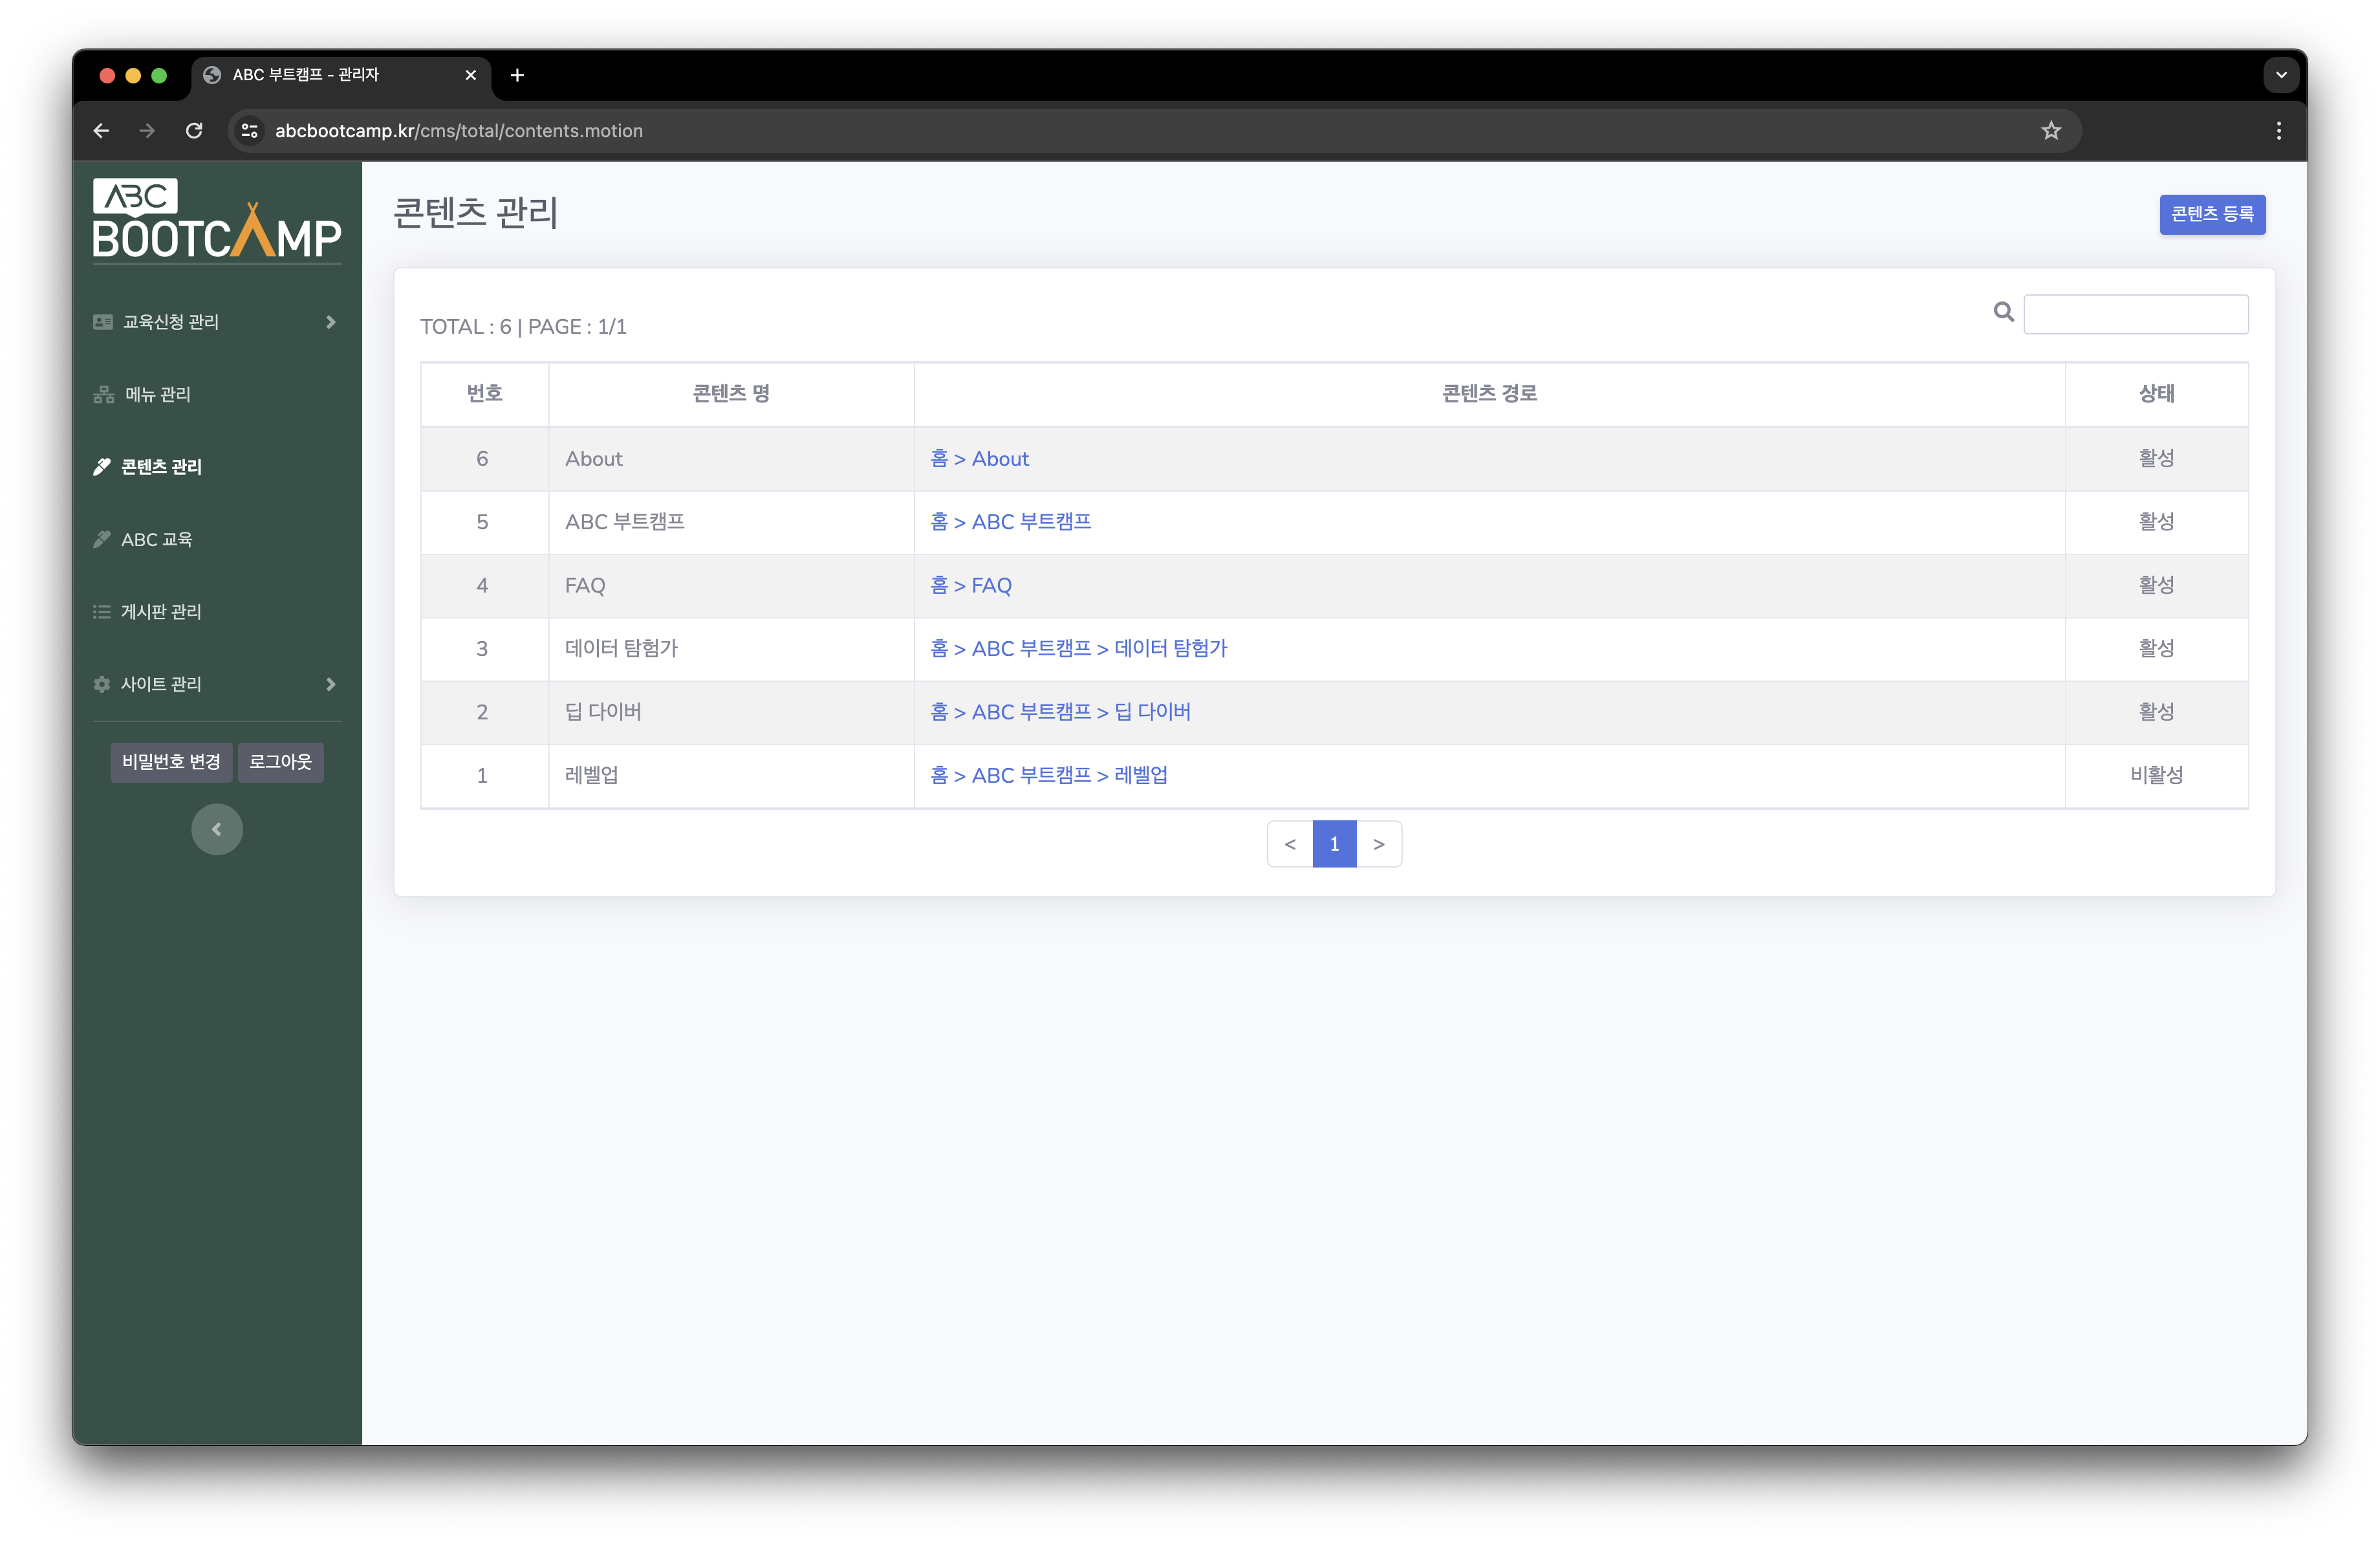 ABC 부트캠프 - 관리자
abcbootcamp.kr/cms/total/contents.motion
ABC
BOOTCAMP
교육신청 관리
메뉴 관리
콘텐츠 관리
ABC 교육
게시판 관리
사이트 관리
비밀번호 변경 로그아웃
콘텐츠 관리
콘텐츠 등록
TOTAL : 6 | PAGE : 1/1
번호 콘텐츠 명 콘텐츠 경로 상태
6 About 홈 > About 활성
5 ABC 부트캠프 홈 > ABC 부트캠프 활성
4 FAQ 홈 > FAQ 활성
3 데이터 탐험가 홈 > ABC 부트캠프 > 데이터 탐험가 활성
2 딥 다이버 홈 > ABC 부트캠프 > 딥 다이버 활성
1 레벨업 홈 > ABC 부트캠프 > 레벨업 비활성
< 1 >